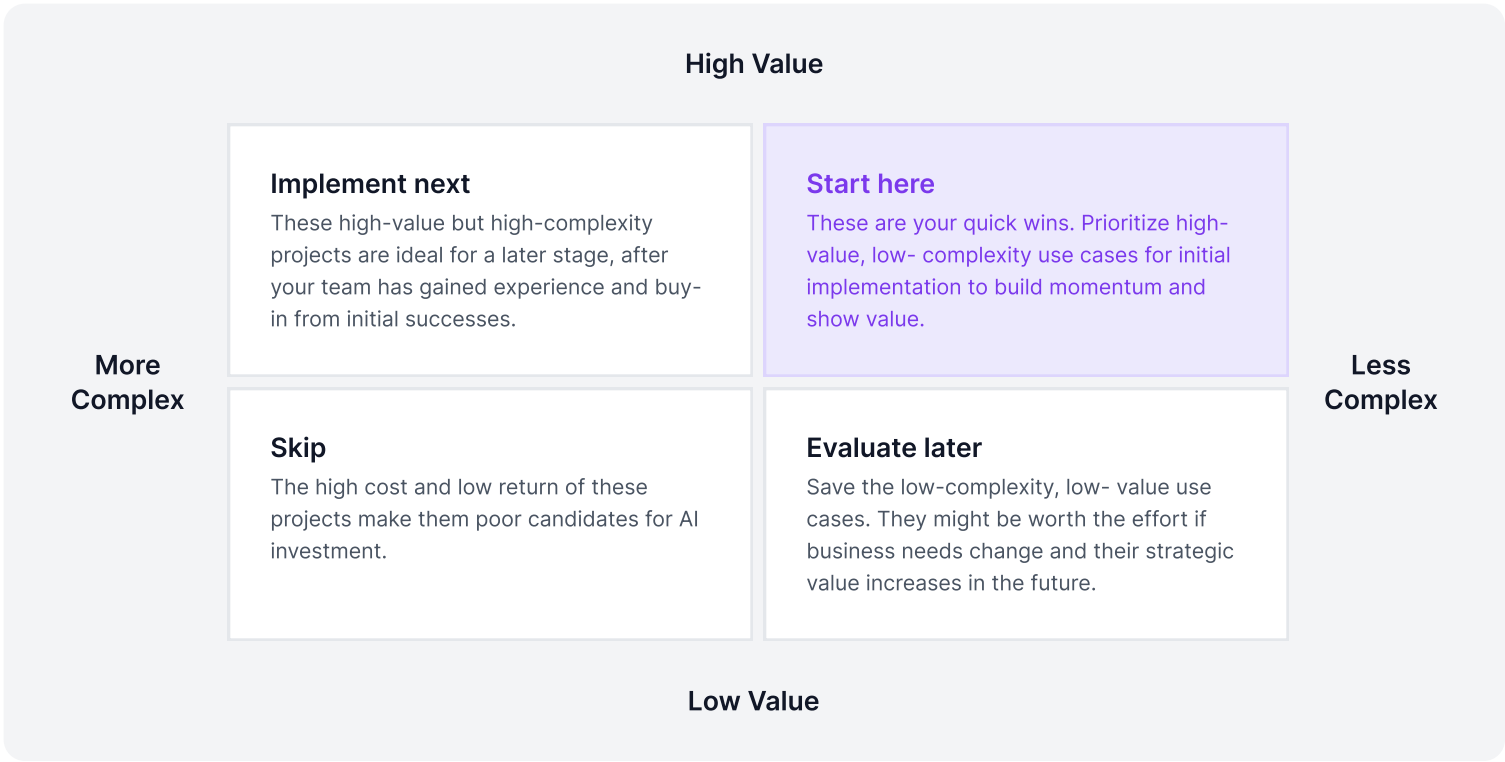 High Value
Implement next
These high-value but high-complexity
projects are ideal for a later stage, after
your team has gained experience and buy-
in from initial successes.
Start here
These are your quick wins. Prioritize high-
value, low- complexity use cases for initial
implementation to build momentum and
show value.
More
Complex
Less
Complex
Skip
The high cost and low return of these
projects make them poor candidates for AI
investment.
Evaluate later
Save the low-complexity, low- value use
cases. They might be worth the effort if
business needs change and their strategic
value increases in the future.
Low Value